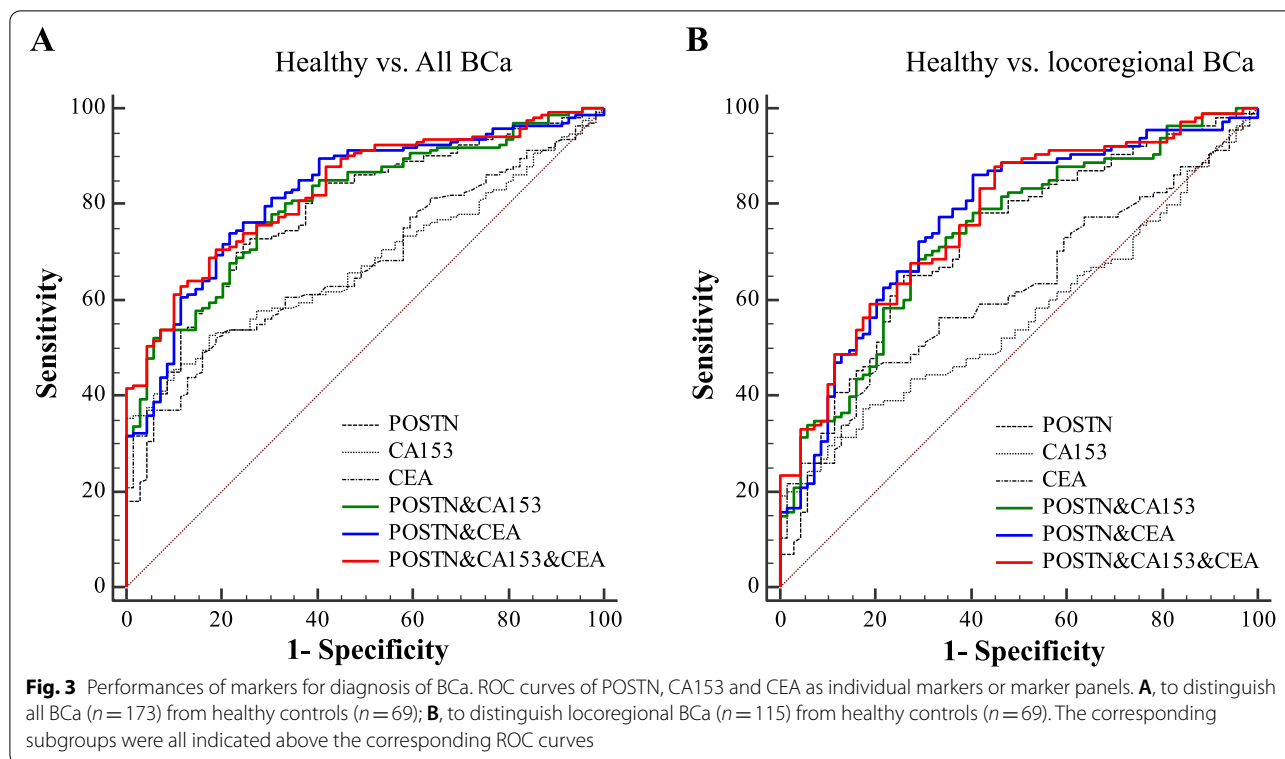 A
Healthy vs. All BCa
100
80
60
40
20
0
Sensitivity
POSTN
CA153
CEA
POSTN&CA153
POSTN&CEA
POSTN&CA153&CEA
0 20 40 60 80 100
1- Specificity
B
Healthy vs. locoregional BCa
100
80
60
40
20
0
Sensitivity
POSTN
CA153
CEA
POSTN&CA153
POSTN&CEA
POSTN&CA153&CEA
0 20 40 60 80 100
1- Specificity
Fig. 3 Performances of markers for diagnosis of BCa. ROC curves of POSTN, CA153 and CEA as individual markers or marker panels. A, to distinguish
all BCa (n = 173) from healthy controls (n = 69); B, to distinguish locoregional BCa (n = 115) from healthy controls (n = 69). The corresponding
subgroups were all indicated above the corresponding ROC curves